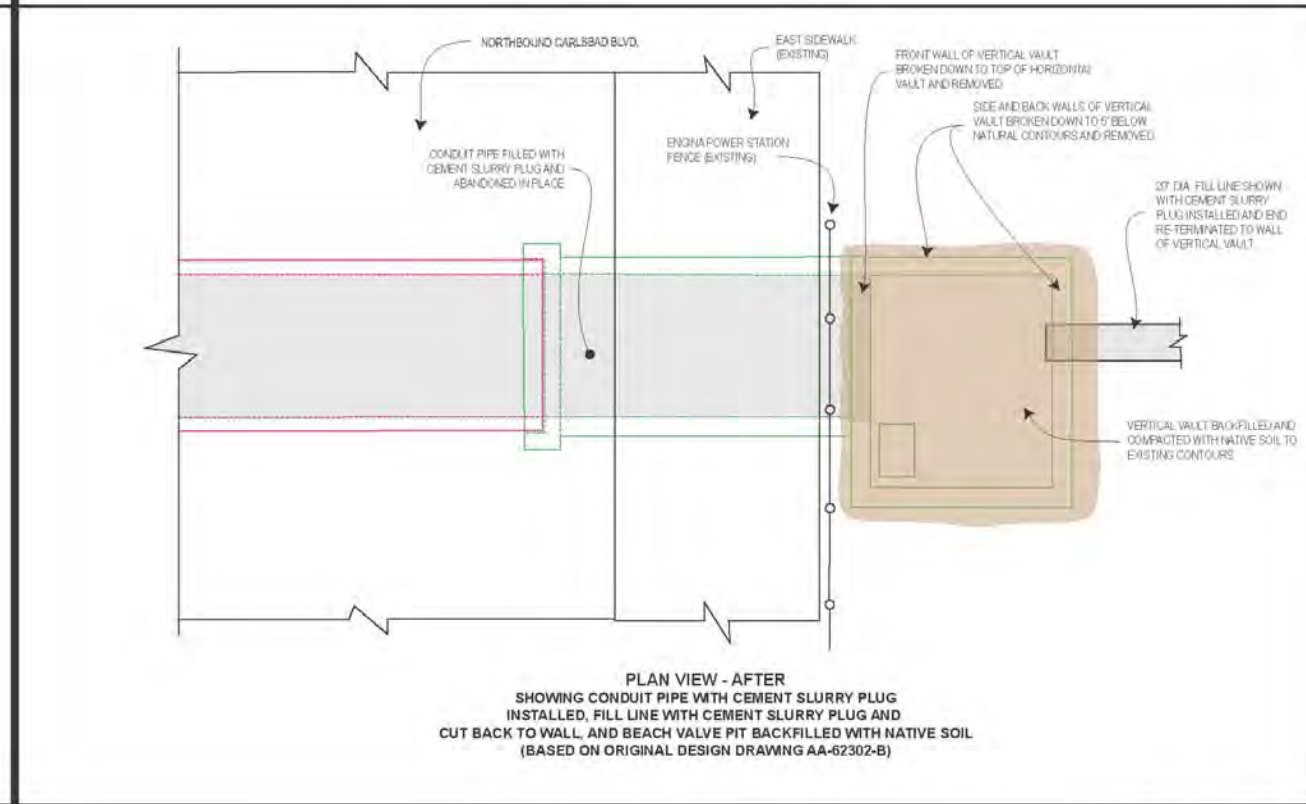 NORTHBOUND CARLSBAD BLVD.
EAST SIDEWALK
(EXISTING)
FRONT WALL OF VERTICAL VAULT
BROKEN DOWN TO TOP OF HORIZONTAL
VAULT AND REMOVED
SIDE AND BACK WALLS OF VERTICAL
VAULT BROKEN DOWN TO 5' BELOW
NATURAL CONTOURS AND REMOVED
CONDUIT PIPE FILLED WITH
CEMENT SLURRY PLUG AND
ABANDONED IN PLACE
ENCINA POWER STATION
FENCE (EXISTING)
DIA. FILL LINE SHOWN
WITH CEMENT SLURRY
PLUG INSTALLED AND END
RE-TERMINATED TO WALL
OF VERTICAL VAULT
VERTICAL VAULT BACKFILLED AND
COMPACTED WITH NATIVE SOIL TO
EXISTING CONTOURS
PLAN VIEW - AFTER
SHOWING CONDUIT PIPE WITH CEMENT SLURRY PLUG
INSTALLED, FILL LINE WITH CEMENT SLURRY PLUG AND
CUT BACK TO WALL, AND BEACH VALVE PIT BACKFILLED WITH NATIVE SOIL
(BASED ON ORIGINAL DESIGN DRAWING AA-62302-B)